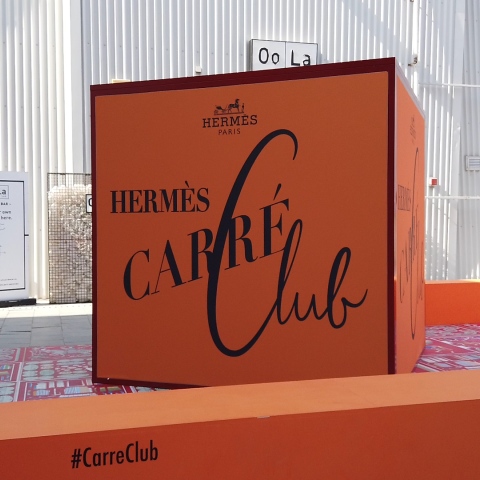 Oo La
HERMÈS
PARIS
HERMÈS
CARRÉ
Club
#CarreClub